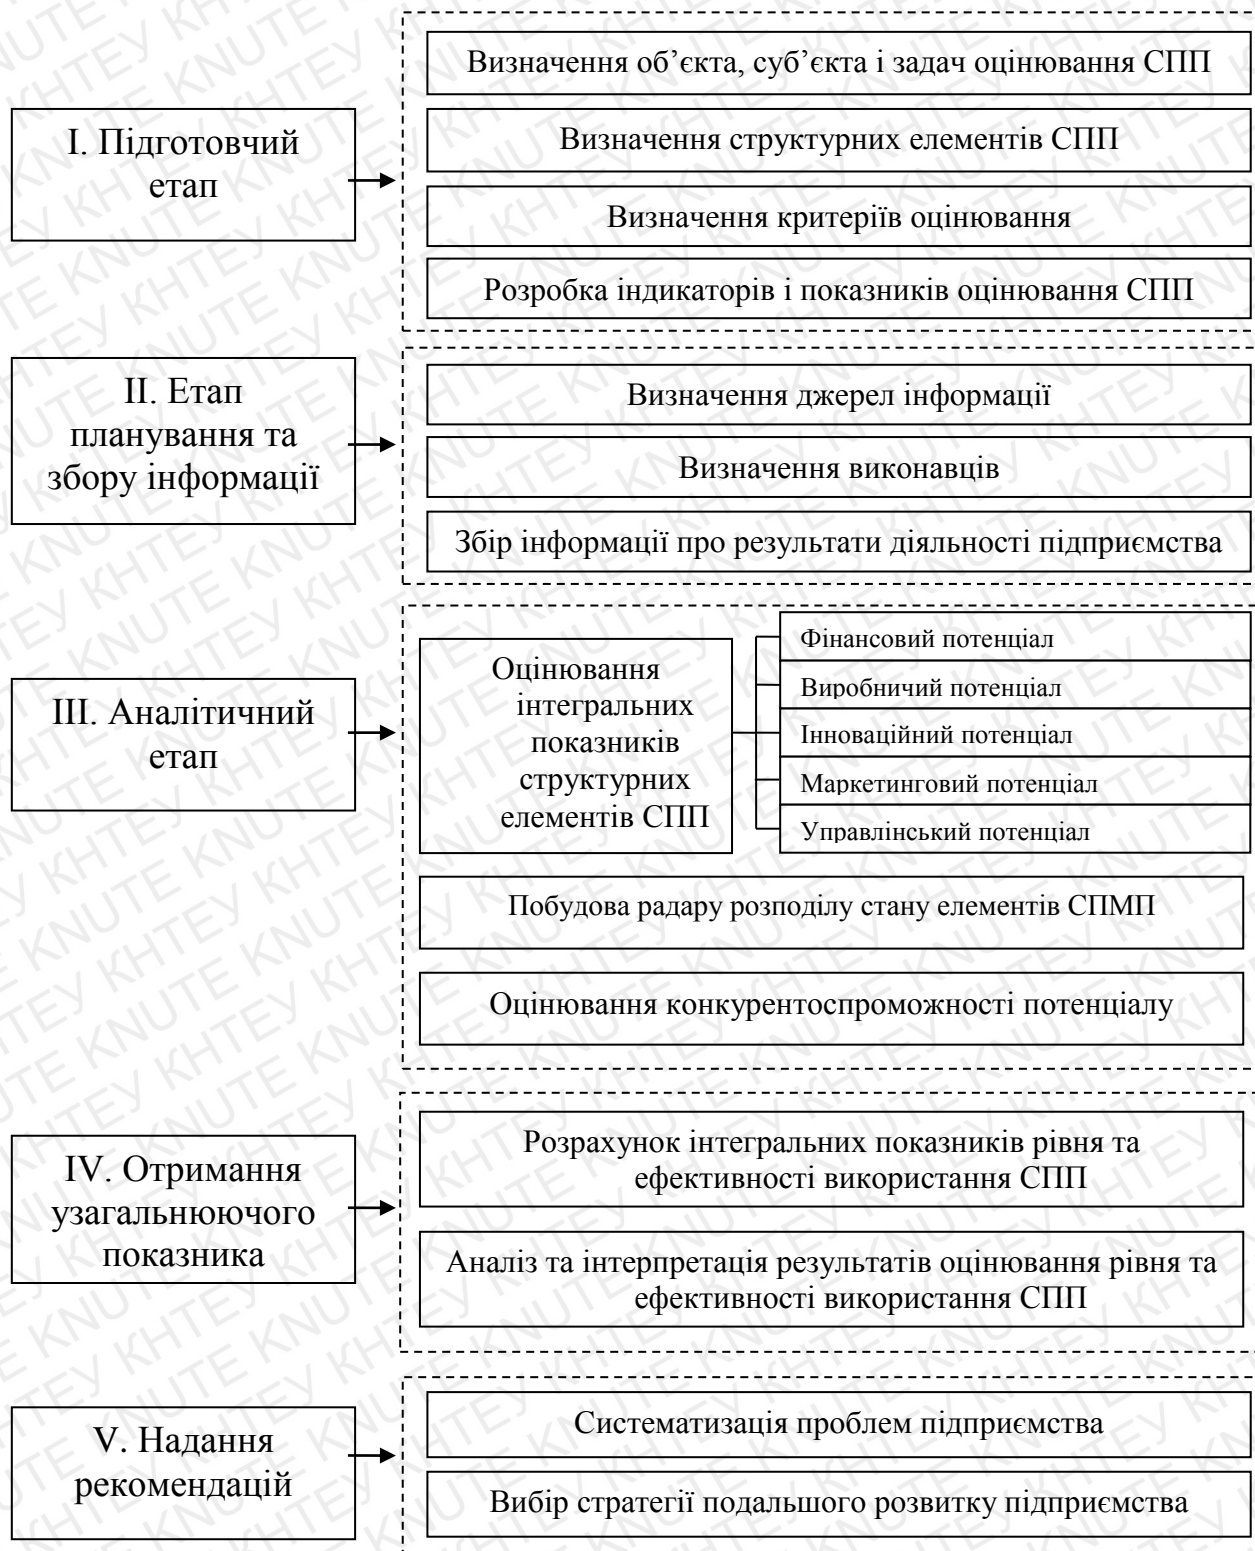 І. Підготовчий
етап
Визначення об’єкта, суб’єкта і задач оцінювання СПП
Визначення структурних елементів СПП
Визначення критеріїв оцінювання
Розробка індикаторів і показників оцінювання СПП
ІІ. Етап
планування та
збору інформації
Визначення джерел інформації
Визначення виконавців
Збір інформації про результати діяльності підприємства
ІІІ. Аналітичний
етап
Оцінювання
інтегральних
показників
структурних
елементів СПП
Фінансовий потенціал
Виробничий потенціал
Інноваційний потенціал
Маркетинговий потенціал
Управлінський потенціал
Побудова радару розподілу стану елементів СПМП
Оцінювання конкурентоспроможності потенціалу
IV. Отримання
узагальнюючого
показника
Розрахунок інтегральних показників рівня та
ефективності використання СПП
Аналіз та інтерпретація результатів оцінювання рівня та
ефективності використання СПП
V. Надання
рекомендацій
Систематизація проблем підприємства
Вибір стратегії подальшого розвитку підприємства